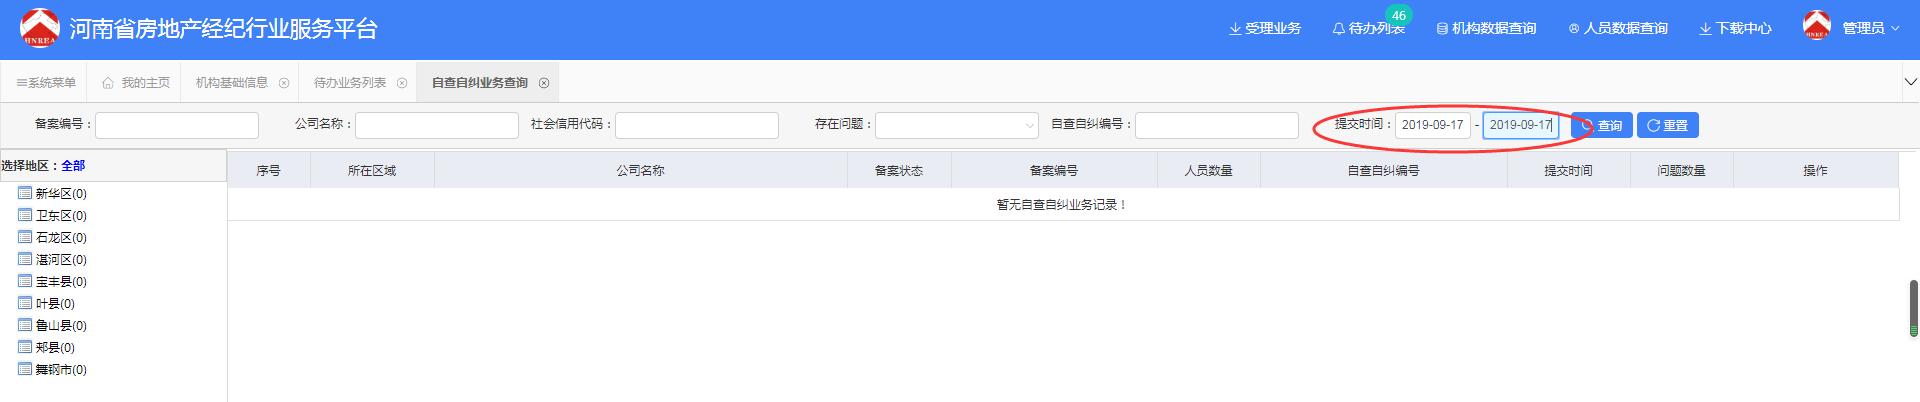 HNREA 河南省房地产经纪行业服务平台
受理业务 待办列表 46 机构数据查询 人员数据查询 下载中心 HNREA 管理员
系统菜单 我的主页 机构基础信息 待办业务列表 自查自纠业务查询
备案编号: 公司名称: 社会信用代码: 存在问题: 自查自纠编号: 提交时间: 2019-09-17 - 2019-09-17 查询 重置
选择地区:全部
序号 所在区域 公司名称 备案状态 备案编号 人员数量 自查自纠编号 提交时间 问题数量 操作
暂无自查自纠业务记录！
新华区(0)
卫东区(0)
石龙区(0)
湛河区(0)
宝丰县(0)
叶县(0)
鲁山县(0)
郏县(0)
舞钢市(0)